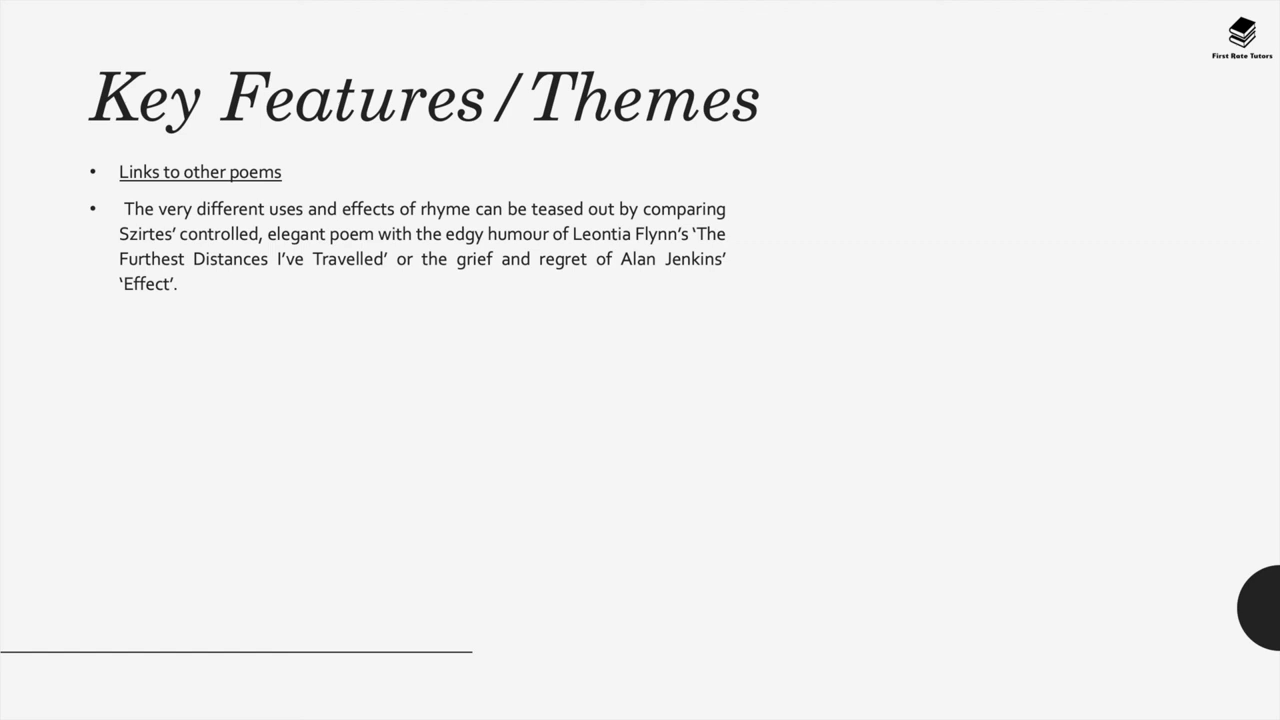 First Rate Tutors
Key Features/Themes
• Links to other poems
• The very different uses and effects of rhyme can be teased out by comparing
Szirtes’ controlled, elegant poem with the edgy humour of Leontia Flynn’s ‘The
Furthest Distances I’ve Travelled’ or the grief and regret of Alan Jenkins’
‘Effect’.